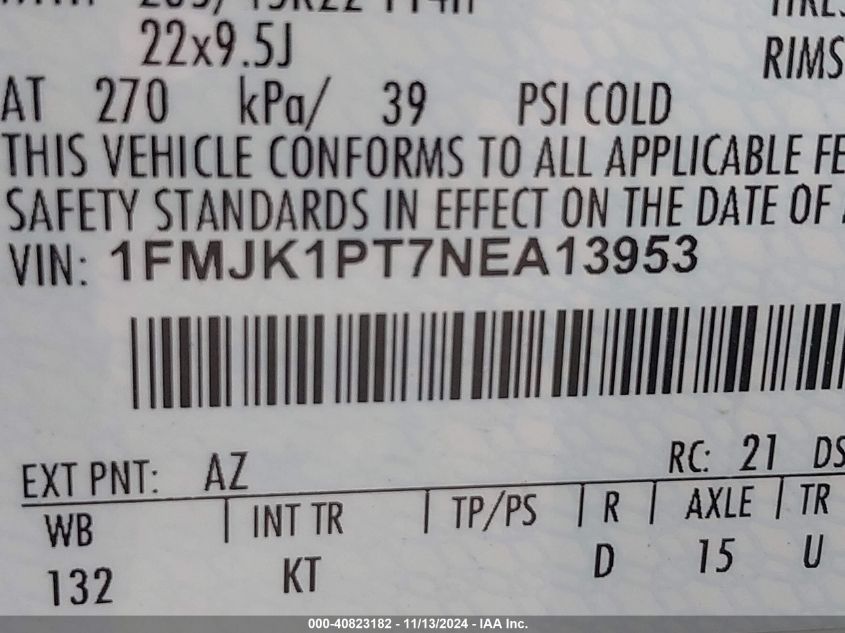 22x9.5J RIMS
AT 270 kPa/ 39 PSI COLD
THIS VEHICLE CONFORMS TO ALL APPLICABLE FE
SAFETY STANDARDS IN EFFECT ON THE DATE OF
VIN: 1FMJK1PT7NEA13953
EXT PNT: AZ RC: 21 DS
WB INT TR TP/PS R AXLE TR
132 KT D 15 U
000-40823182 - 11/13/2024 - IAA Inc.